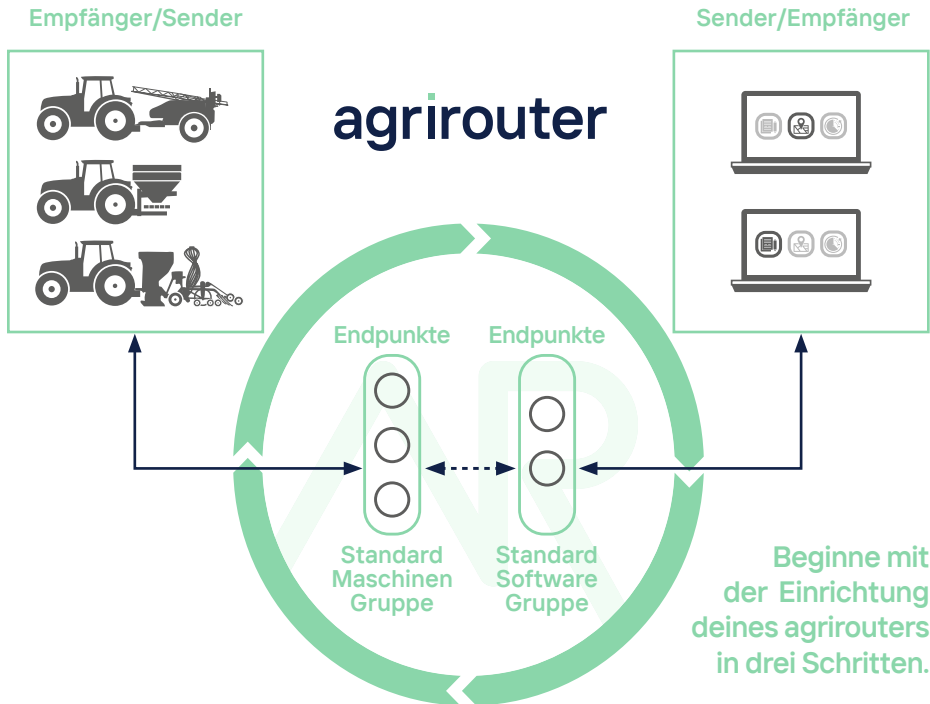 Empfänger/Sender
Sender/Empfänger
agrirouter
Endpunkte
Endpunkte
AR
Standard
Maschinen
Gruppe
Standard
Software
Gruppe
Beginne mit
der Einrichtung
deines agrirouters
in drei Schritten.